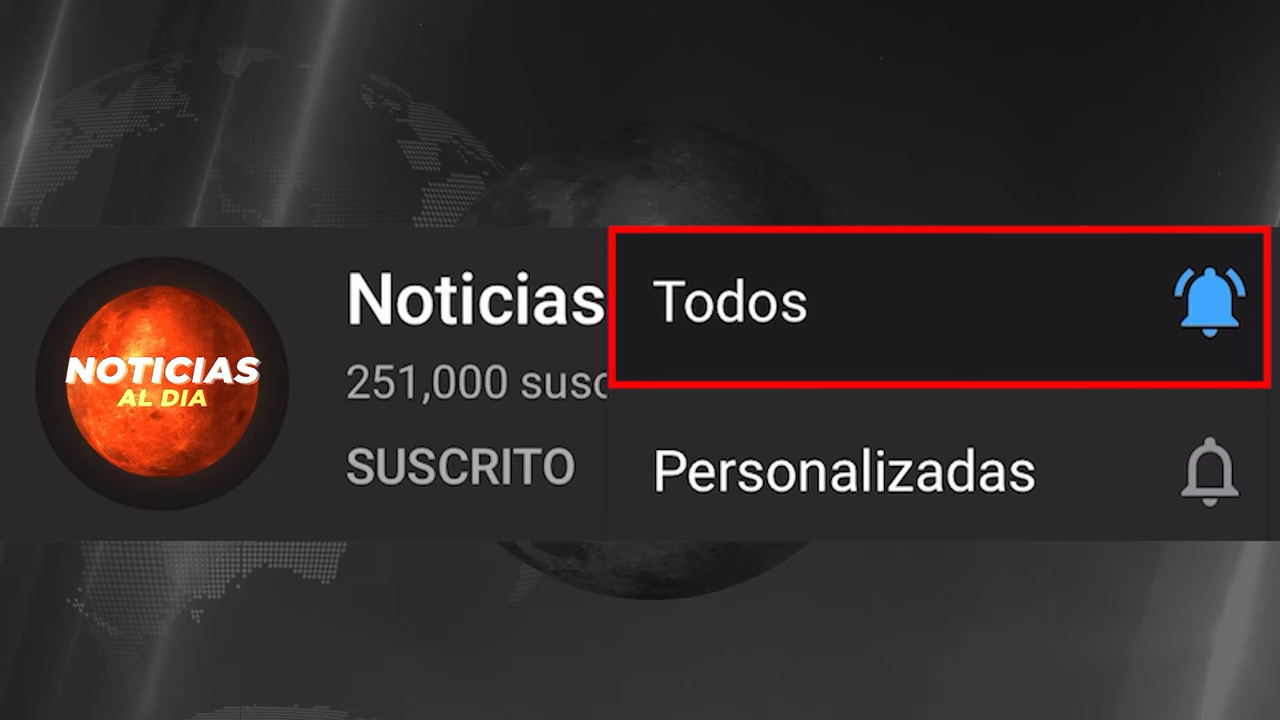 NOTICIAS
AL DIA
Noticias
251,000 susc
SUSCRITO
Todos
Personalizadas